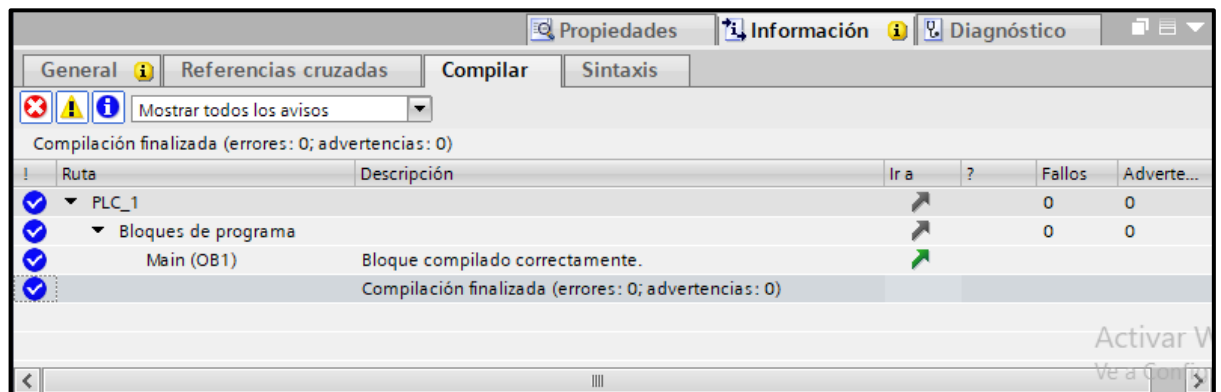 Propiedades Información Diagnóstico
General Referencias cruzadas Compilar Sintaxis
Mostrar todos los avisos
Compilación finalizada (errores: 0; advertencias: 0)
! Ruta Descripción Ir a ? Fallos Adverte...
PLC_1 0 0
Bloques de programa 0 0
Main (OB1) Bloque compilado correctamente.
Compilación finalizada (errores: 0; advertencias: 0)
Activar W
Ve a Config